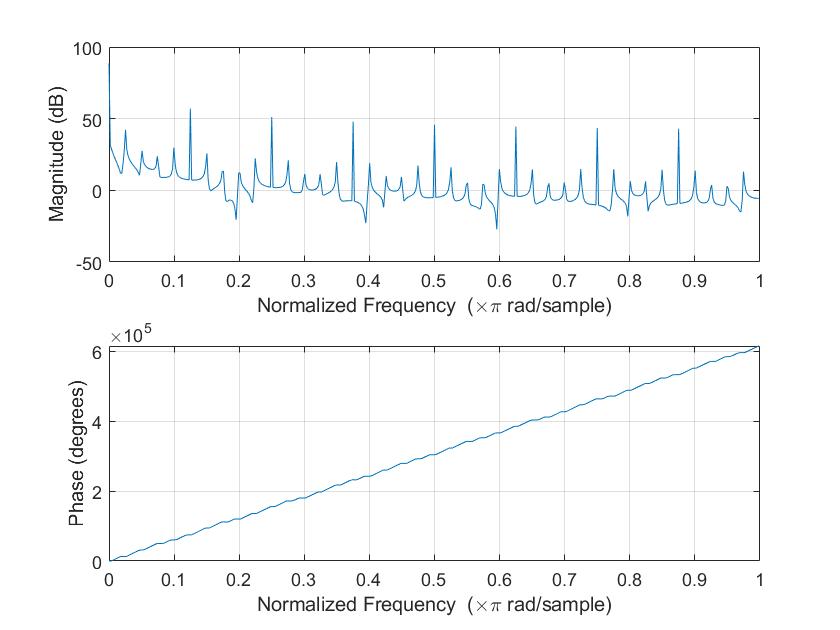 100
50
0
-50
Magnitude (dB)
0 0.1 0.2 0.3 0.4 0.5 0.6 0.7 0.8 0.9 1
Normalized Frequency (×π rad/sample)
×10^5
6
4
2
0
Phase (degrees)
0 0.1 0.2 0.3 0.4 0.5 0.6 0.7 0.8 0.9 1
Normalized Frequency (×π rad/sample)